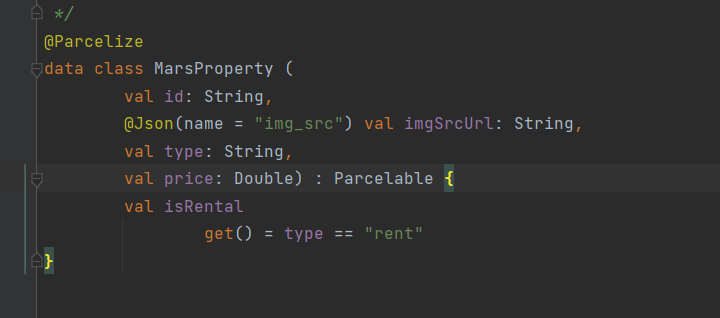 */
@Parcelize
data class MarsProperty (
val id: String,
@Json(name = "img_src") val imgSrcUrl: String,
val type: String,
val price: Double) : Parcelable {
val isRental
get() = type == "rent"
}